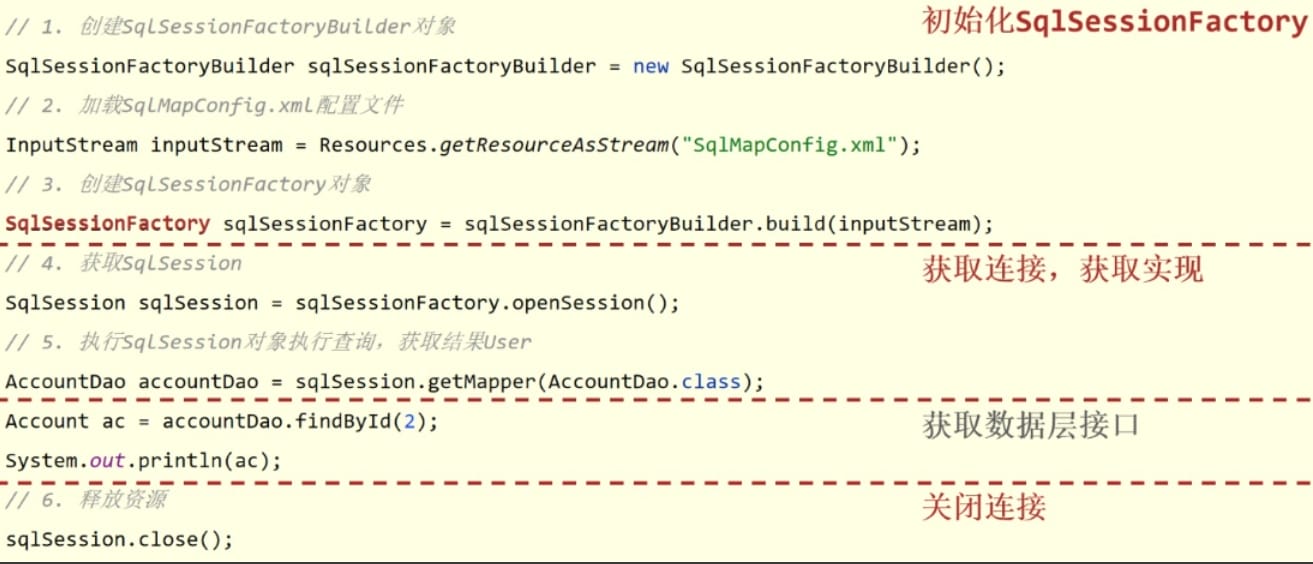 // 1. 创建SqlSessionFactoryBuilder对象
初始化SqlSessionFactory
SqlSessionFactoryBuilder sqlSessionFactoryBuilder = new SqlSessionFactoryBuilder();
// 2. 加载SqlMapConfig.xml配置文件
InputStream inputStream = Resources.getResourceAsStream("SqlMapConfig.xml");
// 3. 创建SqlSessionFactory对象
SqlSessionFactory sqlSessionFactory = sqlSessionFactoryBuilder.build(inputStream);
// 4. 获取SqlSession
获取连接，获取实现
SqlSession sqlSession = sqlSessionFactory.openSession();
// 5. 执行SqlSession对象执行查询，获取结果User
AccountDao accountDao = sqlSession.getMapper(AccountDao.class);
Account ac = accountDao.findById(2);
获取数据层接口
System.out.println(ac);
// 6. 释放资源
关闭连接
sqlSession.close();